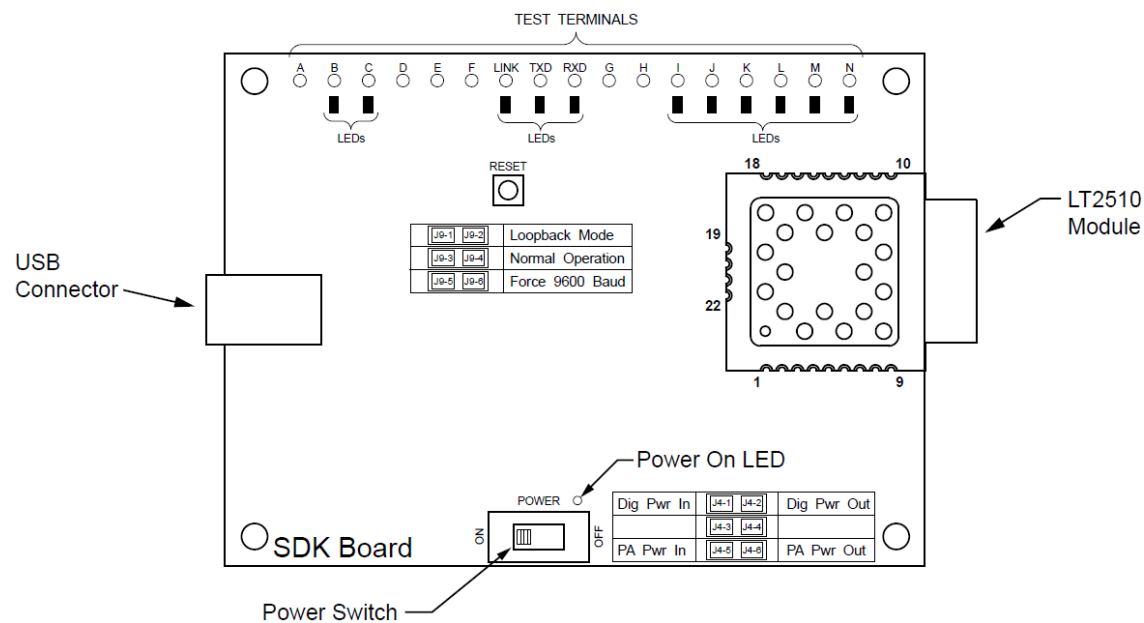 TEST TERMINALS
A B C D E F LINK TXD RXD G H I J K L M N
LEDs LEDs LEDs
RESET
18 10
LT2510
Module
J9-1 J9-2 Loopback Mode
J9-3 J9-4 Normal Operation
J9-5 J9-6 Force 9600 Baud
19
22
USB
Connector
1 9
Power On LED
POWER
Dig Pwr In J4-1 J4-2 Dig Pwr Out
J4-3 J4-4
PA Pwr In J4-5 J4-6 PA Pwr Out
ON OFF
SDK Board
Power Switch